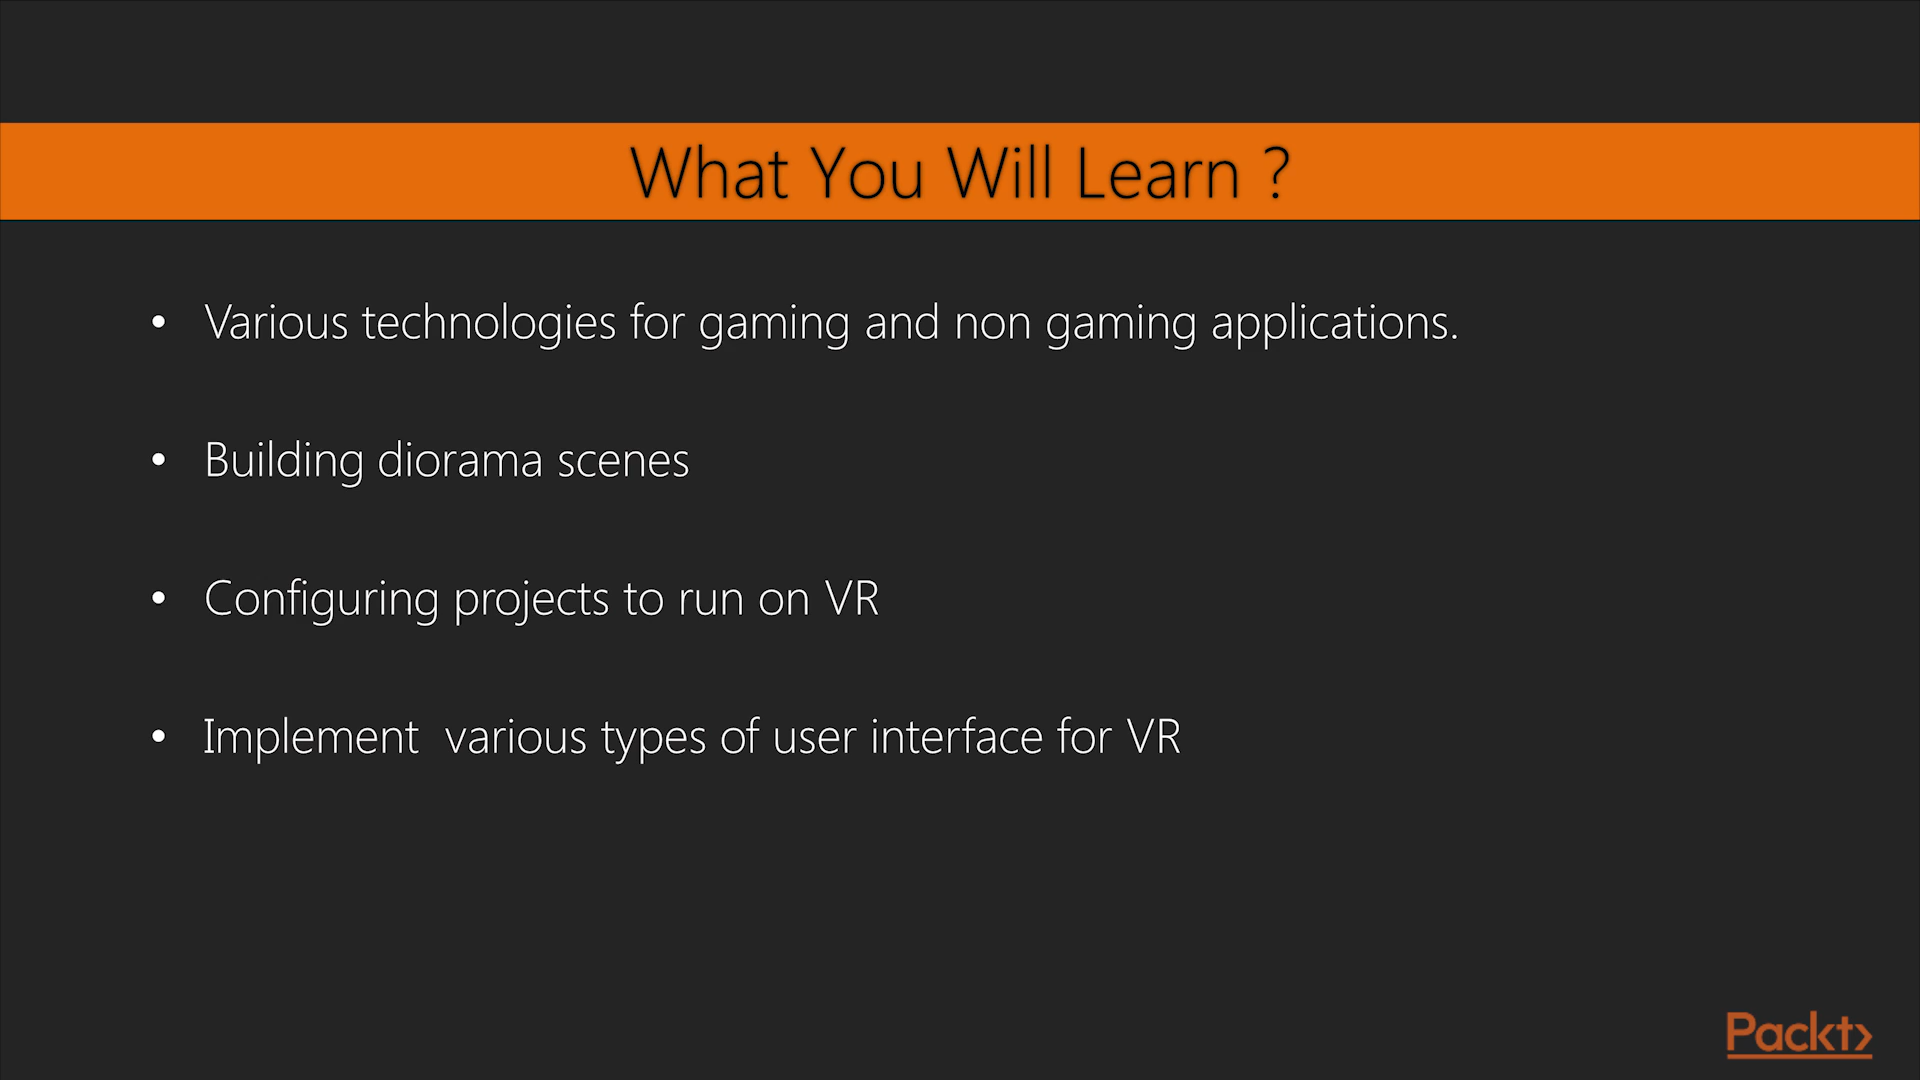 What You Will Learn ?
• Various technologies for gaming and non gaming applications.
• Building diorama scenes
• Configuring projects to run on VR
• Implement  various types of user interface for VR
Packt>